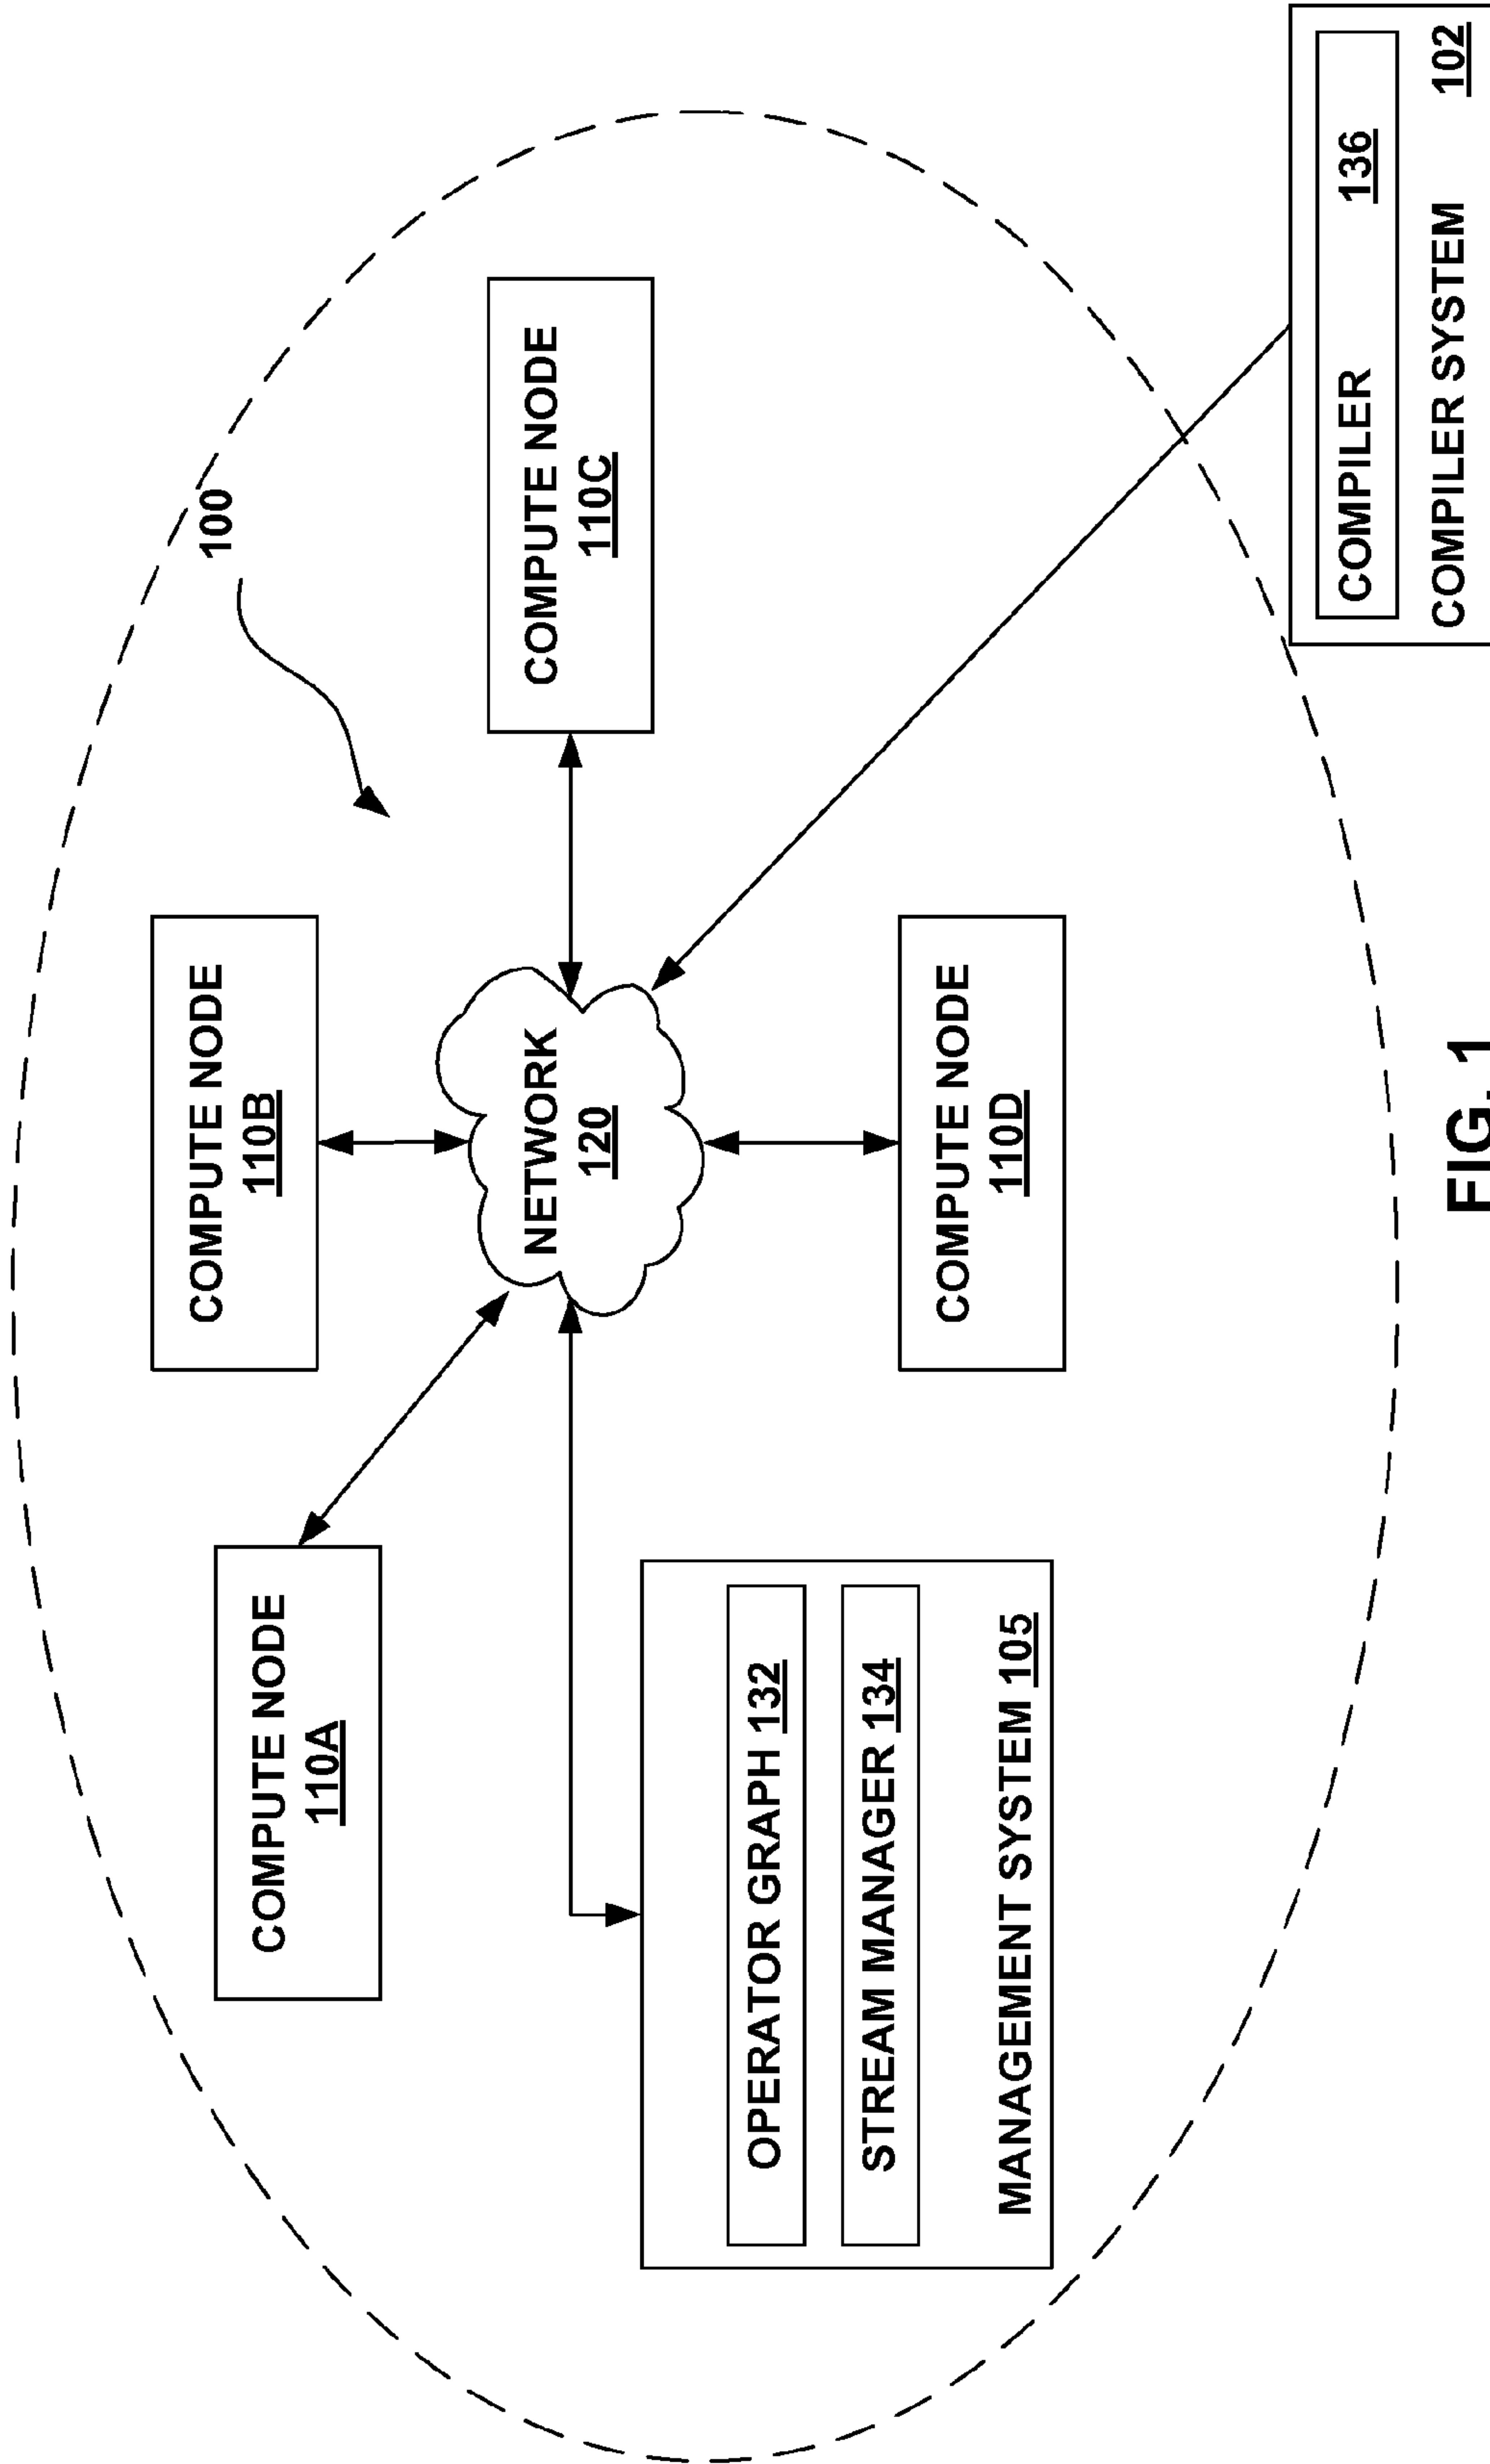 100
COMPUTE NODE
110A
COMPUTE NODE
110B
COMPUTE NODE
110C
NETWORK
120
OPERATOR GRAPH 132
STREAM MANAGER 134
MANAGEMENT SYSTEM 105
COMPUTE NODE
110D
COMPILER 136
COMPILER SYSTEM 102
FIG. 1